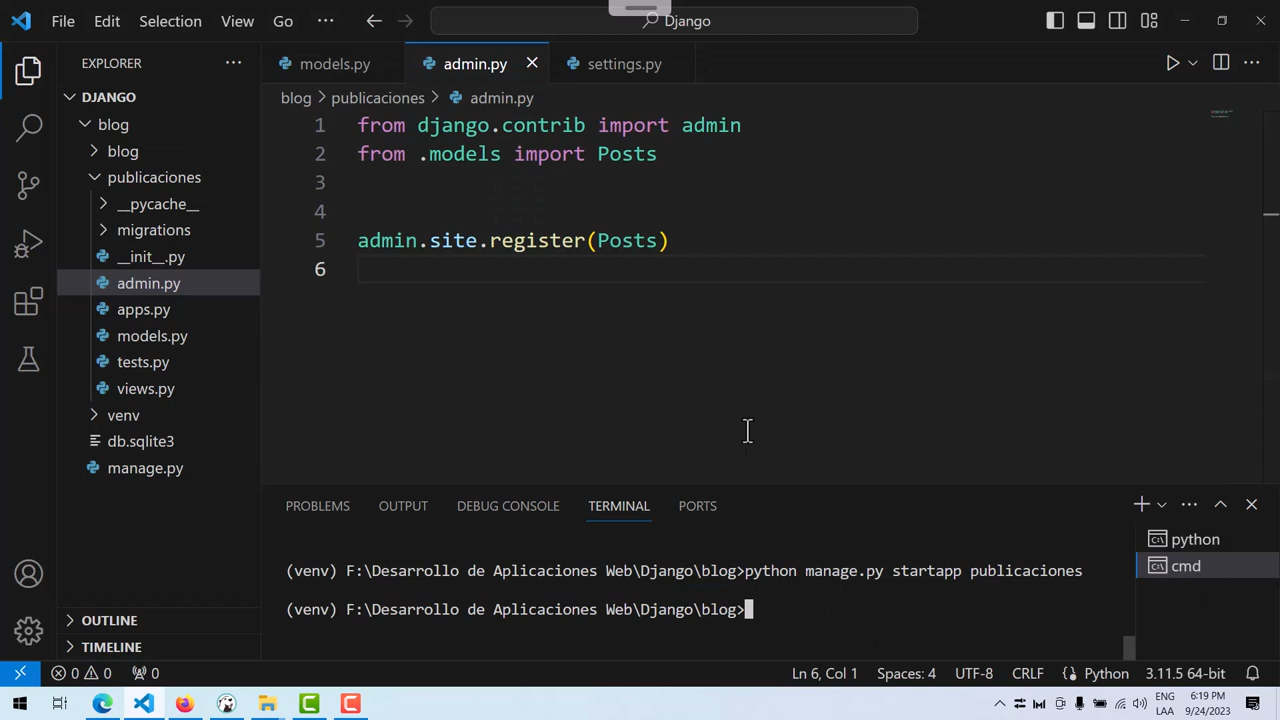 File Edit Selection View Go ··· Django
EXPLORER ···
models.py admin.py settings.py
DJANGO
blog
blog
publicaciones
__pycache__
migrations
__init__.py
admin.py
apps.py
models.py
tests.py
views.py
venv
db.sqlite3
manage.py
OUTLINE
TIMELINE
blog > publicaciones > admin.py
1 from django.contrib import admin
2 from .models import Posts
3
4
5 admin.site.register(Posts)
6
PROBLEMS OUTPUT DEBUG CONSOLE TERMINAL PORTS
(venv) F:\Desarrollo de Aplicaciones Web\Django\blog>python manage.py startapp publicaciones
(venv) F:\Desarrollo de Aplicaciones Web\Django\blog>
python
cmd
0 0 0 Ln 6, Col 1 Spaces: 4 UTF-8 CRLF Python 3.11.5 64-bit
ENG
LAA
6:19 PM
9/24/2023